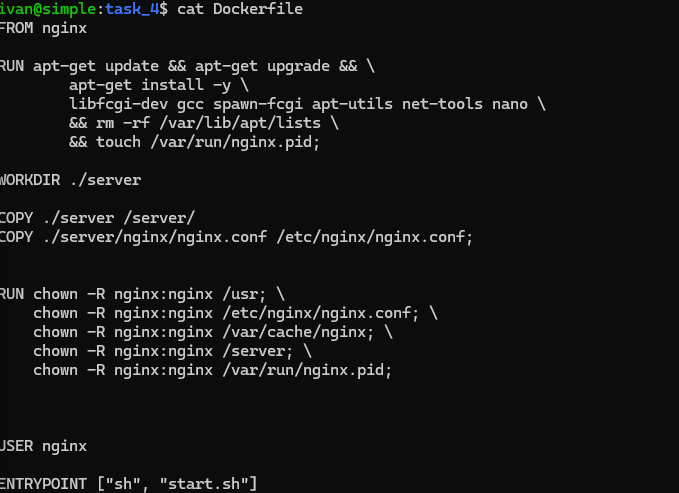 ivan@simple:task_4$ cat Dockerfile
FROM nginx
RUN apt-get update && apt-get upgrade && \
apt-get install -y \
libfcgi-dev gcc spawn-fcgi apt-utils net-tools nano \
&& rm -rf /var/lib/apt/lists \
&& touch /var/run/nginx.pid;
WORKDIR ./server
COPY ./server /server/
COPY ./server/nginx/nginx.conf /etc/nginx/nginx.conf;
RUN chown -R nginx:nginx /usr; \
chown -R nginx:nginx /etc/nginx/nginx.conf; \
chown -R nginx:nginx /var/cache/nginx; \
chown -R nginx:nginx /server; \
chown -R nginx:nginx /var/run/nginx.pid;
USER nginx
ENTRYPOINT ["sh", "start.sh"]